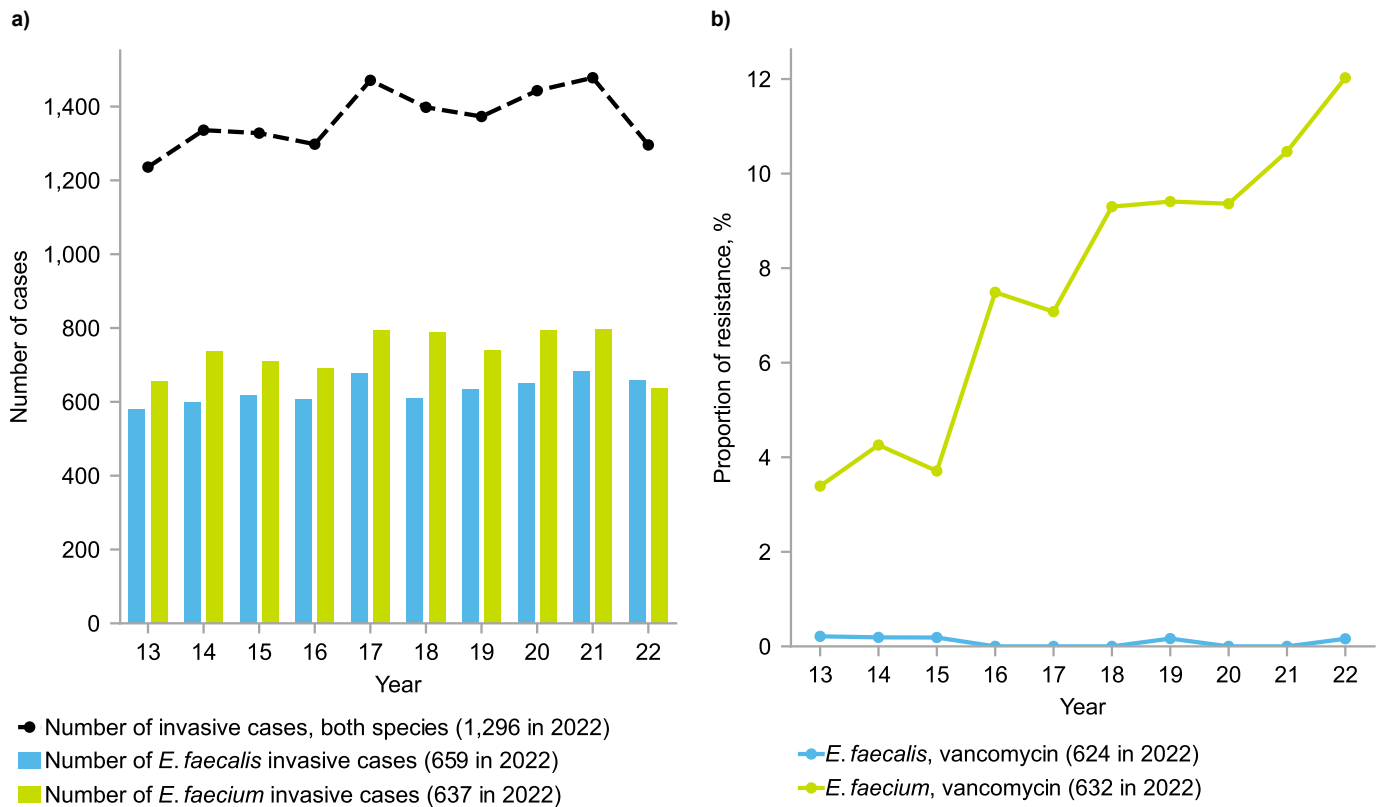 a)
Number of cases
1,400
1,200
1,000
800
600
400
200
0
13 14 15 16 17 18 19 20 21 22
Year
Number of invasive cases, both species (1,296 in 2022)
Number of E. faecalis invasive cases (659 in 2022)
Number of E. faecium invasive cases (637 in 2022)
b)
Proportion of resistance, %
12
10
8
6
4
2
0
13 14 15 16 17 18 19 20 21 22
Year
E. faecalis, vancomycin (624 in 2022)
E. faecium, vancomycin (632 in 2022)